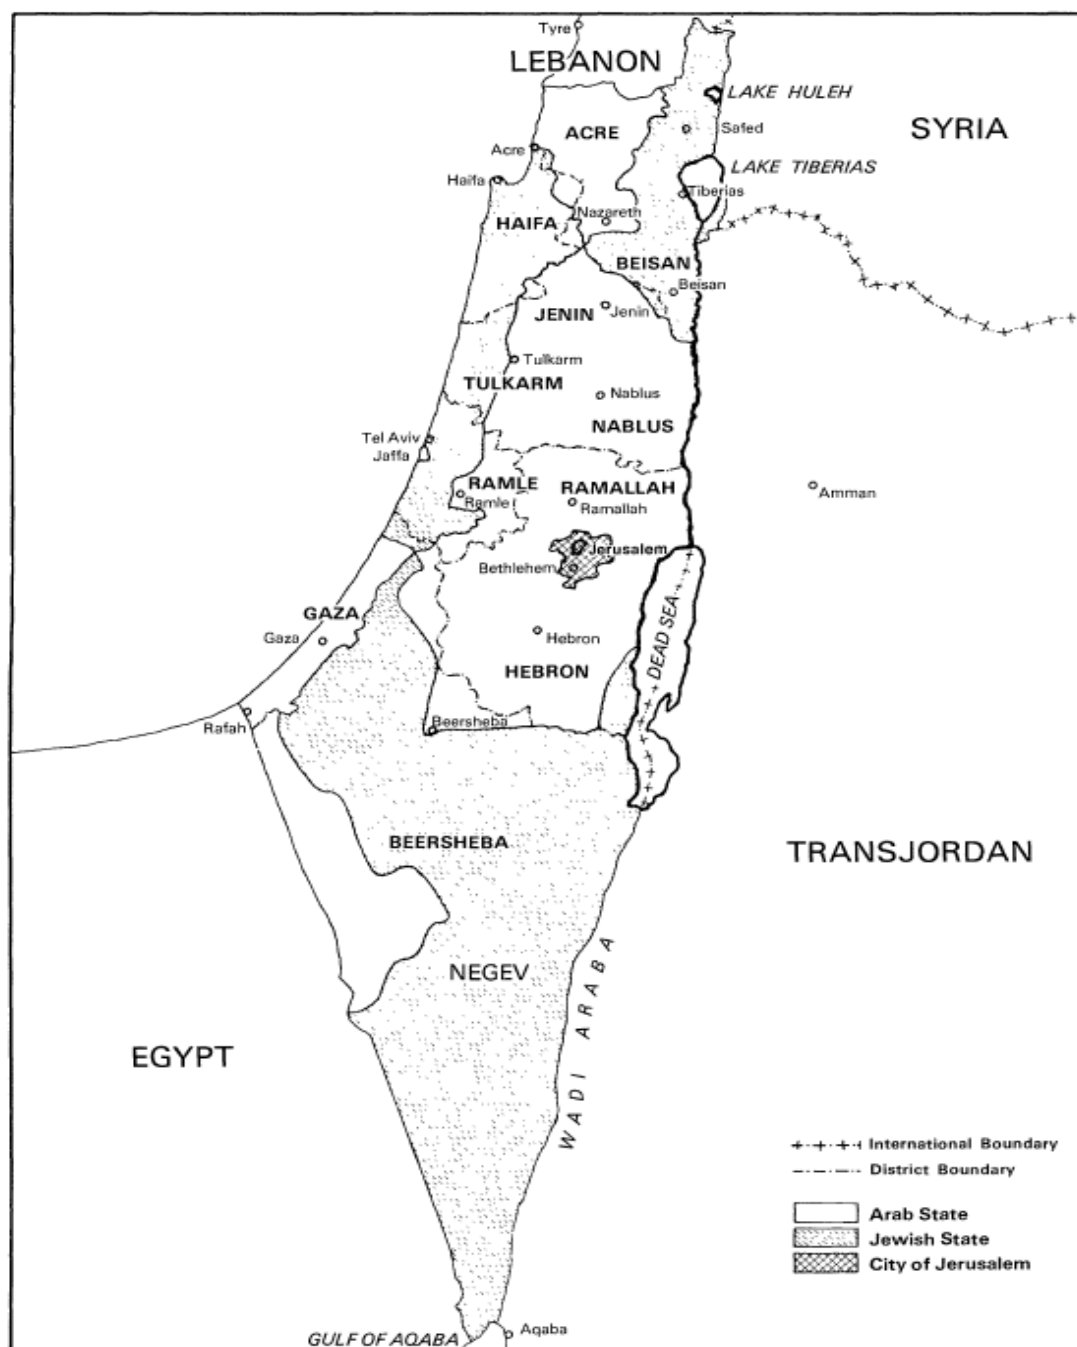 Tyre
LEBANON
LAKE HULEH
SYRIA
ACRE
Safed
Acre
LAKE TIBERIAS
Haifa
Tiberias
Nazareth
HAIFA
BEISAN
Beisan
JENIN
Jenin
Tulkarm
TULKARM
Nablus
NABLUS
Tel Aviv
Jaffa
RAMLE
RAMALLAH
Amman
Ramle
Ramallah
Jerusalem
Bethlehem
GAZA
Gaza
Hebron
DEAD SEA
HEBRON
Rafah
Beersheba
BEERSHEBA
TRANSJORDAN
NEGEV
WADI ARABA
EGYPT
International Boundary
District Boundary
Arab State
Jewish State
City of Jerusalem
GULF OF AQABA
Aqaba